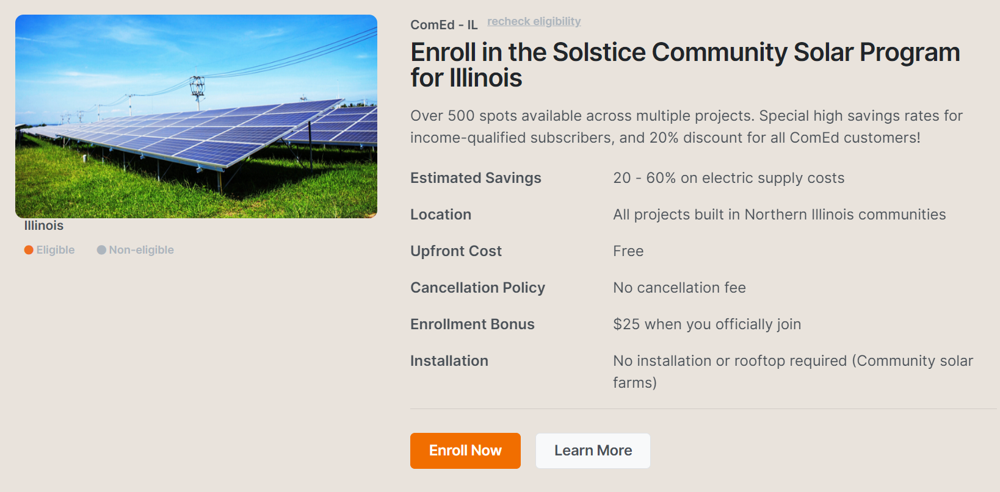 ComEd - IL recheck eligibility
Enroll in the Solstice Community Solar Program
for Illinois
Over 500 spots available across multiple projects. Special high savings rates for
income-qualified subscribers, and 20% discount for all ComEd customers!
Estimated Savings 20 - 60% on electric supply costs
Location All projects built in Northern Illinois communities
Upfront Cost Free
Cancellation Policy No cancellation fee
Enrollment Bonus $25 when you officially join
Installation No installation or rooftop required (Community solar
farms)
Enroll Now Learn More
Illinois
Eligible Non-eligible